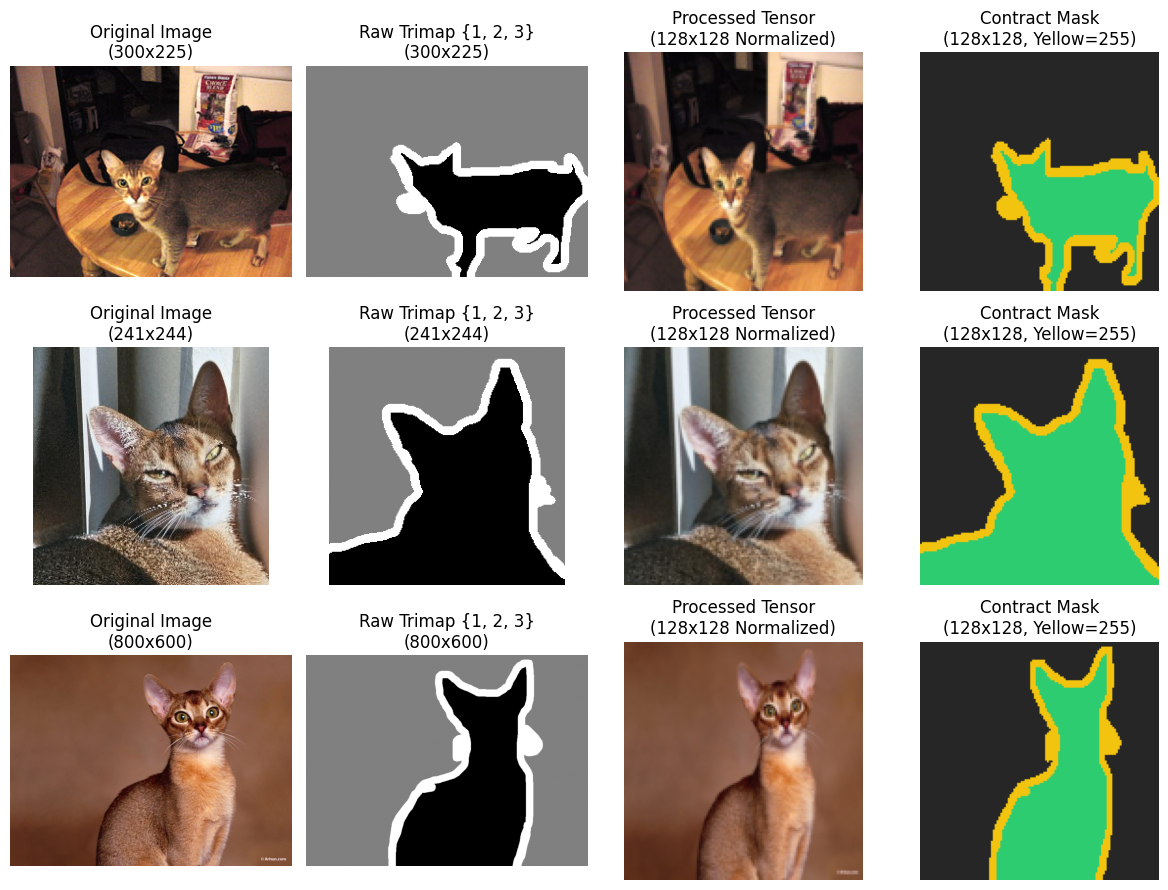 Original Image
(300x225)
Raw Trimap {1, 2, 3}
(300x225)
Processed Tensor
(128x128 Normalized)
Contract Mask
(128x128, Yellow=255)
CHOICE
BLEND
Original Image
(241x244)
Raw Trimap {1, 2, 3}
(241x244)
Processed Tensor
(128x128 Normalized)
Contract Mask
(128x128, Yellow=255)
Original Image
(800x600)
Raw Trimap {1, 2, 3}
(800x600)
Processed Tensor
(128x128 Normalized)
Contract Mask
(128x128, Yellow=255)